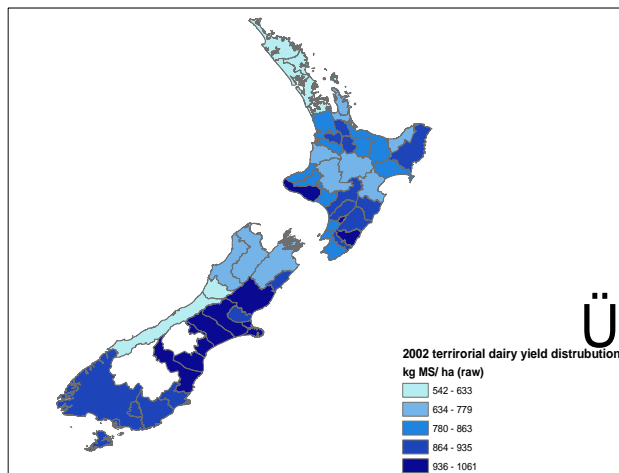 Ü
2002 terrirorial dairy yield distrubution
kg MS/ ha (raw)
542 - 633
634 - 779
780 - 863
864 - 935
936 - 1061